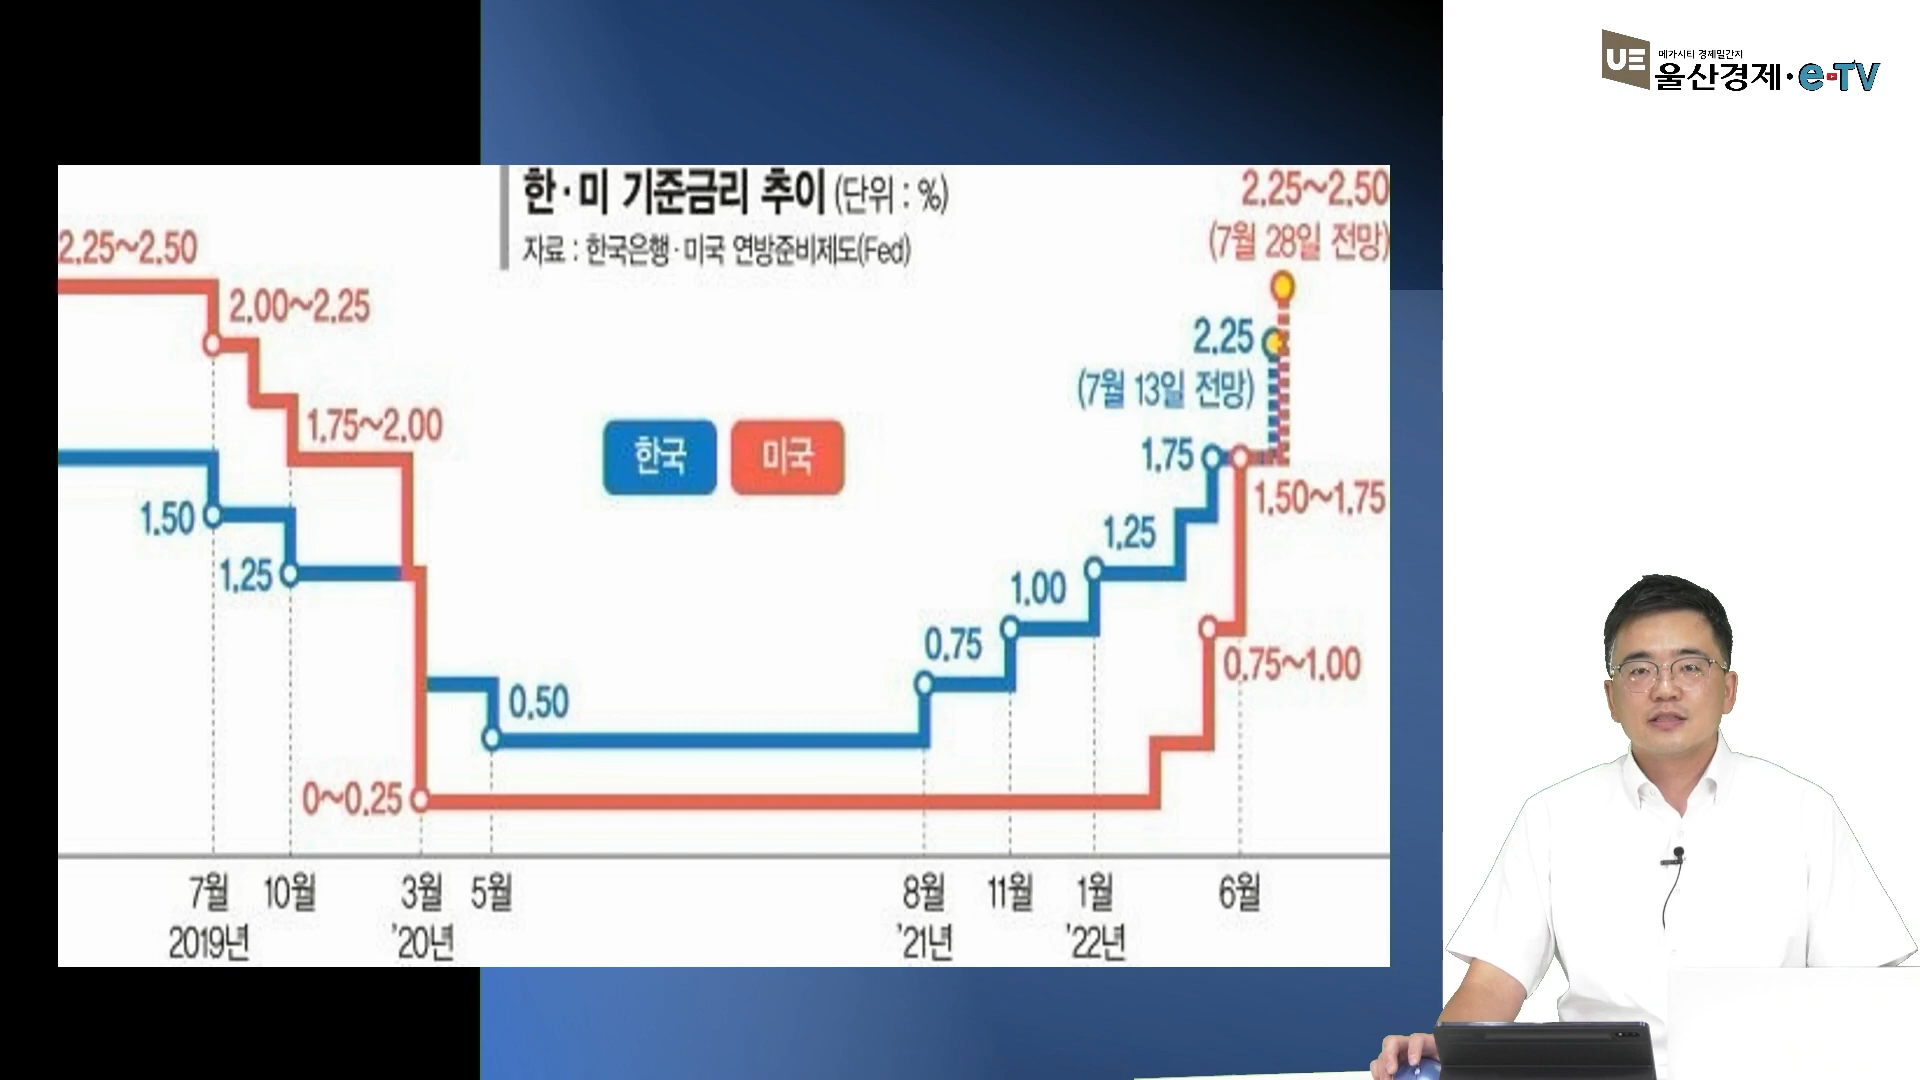 메가시티 경제일간지
UE 울산경제·e-TV
한·미 기준금리 추이 (단위 : %)
자료 : 한국은행·미국 연방준비제도(Fed)
2.25~2.50
(7월 28일 전망)
2.25~2.50
2.00~2.25
2.25
(7월 13일 전망)
1.75~2.00
한국
미국
1.75
1.50~1.75
1.50
1.25
1.25
1.00
0.75
0.75~1.00
0.50
0~0.25
7월 10월 3월 5월 8월 11월 1월 6월
2019년 '20년 '21년 '22년